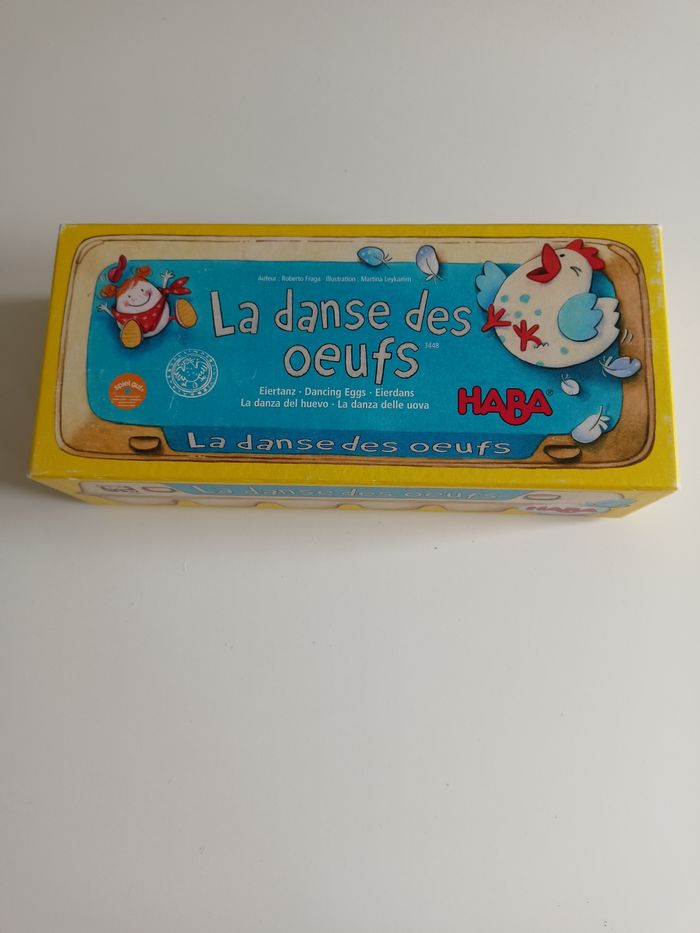 Auteur : Roberto Fraga · Illustration : Martina Leykamm
La danse des
oeufs
3448
Eiertanz · Dancing Eggs · Eierdans
La danza del huevo · La danza delle uova
HABA®
spiel gut
La danse des oeufs
La danse des oeufs
HABA